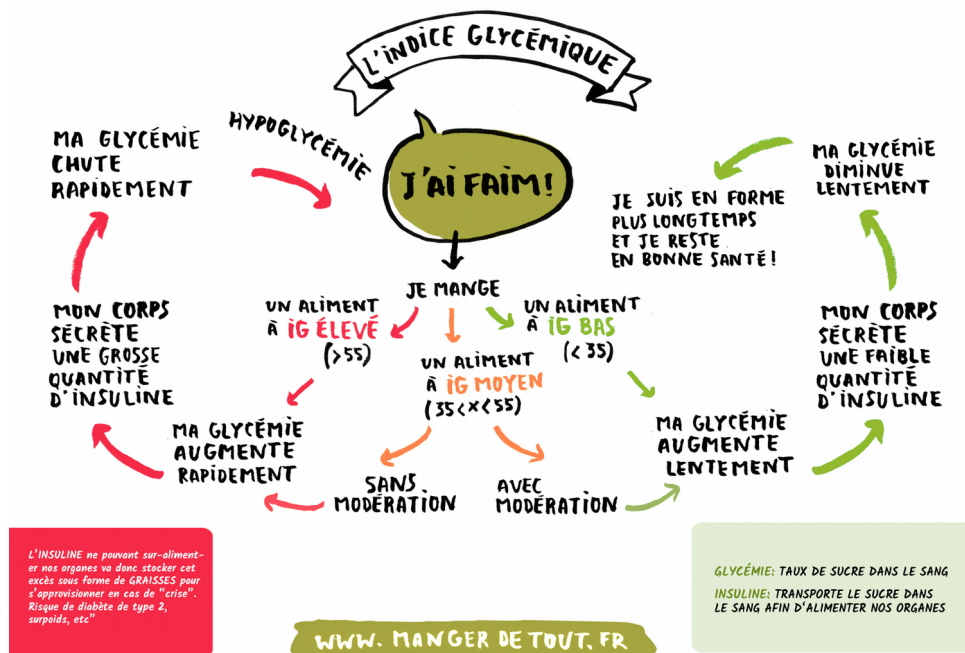 L'INDICE GLYCÉMIQUE
J'AI FAIM!
JE MANGE
UN ALIMENT
À IG ÉLEVÉ
(>55)
MA GLYCÉMIE
AUGMENTE
RAPIDEMENT
MON CORPS
SÉCRÈTE
UNE GROSSE
QUANTITÉ
D'INSULINE
MA GLYCÉMIE
CHUTE
RAPIDEMENT
HYPOGLYCÉMIE
UN ALIMENT
À IG MOYEN
(35<x<55)
SANS
MODÉRATION
AVEC
MODÉRATION
UN ALIMENT
À IG BAS
(<35)
MA GLYCÉMIE
AUGMENTE
LENTEMENT
MON CORPS
SÉCRÈTE
UNE FAIBLE
QUANTITÉ
D'INSULINE
MA GLYCÉMIE
DIMINUE
LENTEMENT
JE SUIS EN FORME
PLUS LONGTEMPS
ET JE RESTE
EN BONNE SANTÉ!
L'INSULINE ne pouvant sur-aliment-
er nos organes va donc stocker cet
excès sous forme de GRAISSES pour
s'approvisionner en cas de "crise".
Risque de diabète de type 2,
surpoids, etc"
GLYCÉMIE: TAUX DE SUCRE DANS LE SANG
INSULINE: TRANSPORTE LE SUCRE DANS
LE SANG AFIN D'ALIMENTER NOS ORGANES
WWW. MANGER DE TOUT. FR